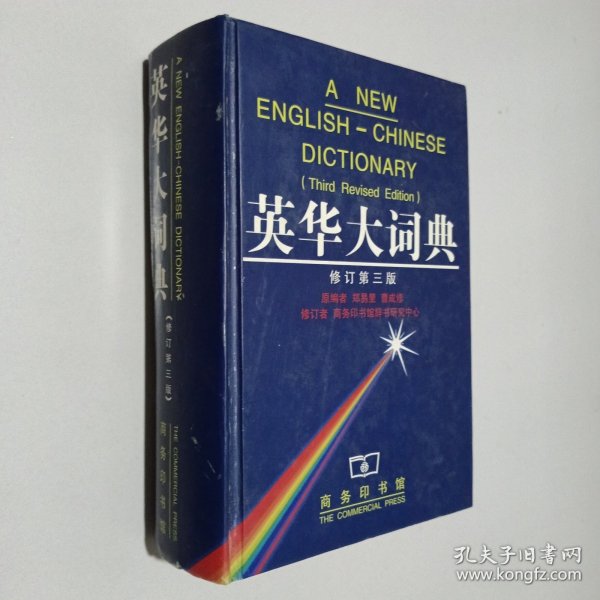 A NEW
ENGLISH-CHINESE
DICTIONARY
(Third Revised Edition)
英华大词典
修订第三版
原编者 郑易里 曹成修
修订者 商务印书馆辞书研究中心
商务印书馆
THE COMMERCIAL PRESS
英华大词典
(修订第三版)
商务印书馆
A NEW ENGLISH-CHINESE DICTIONARY
THE COMMERCIAL PRESS
孔夫子旧书网
www.kongfz.com